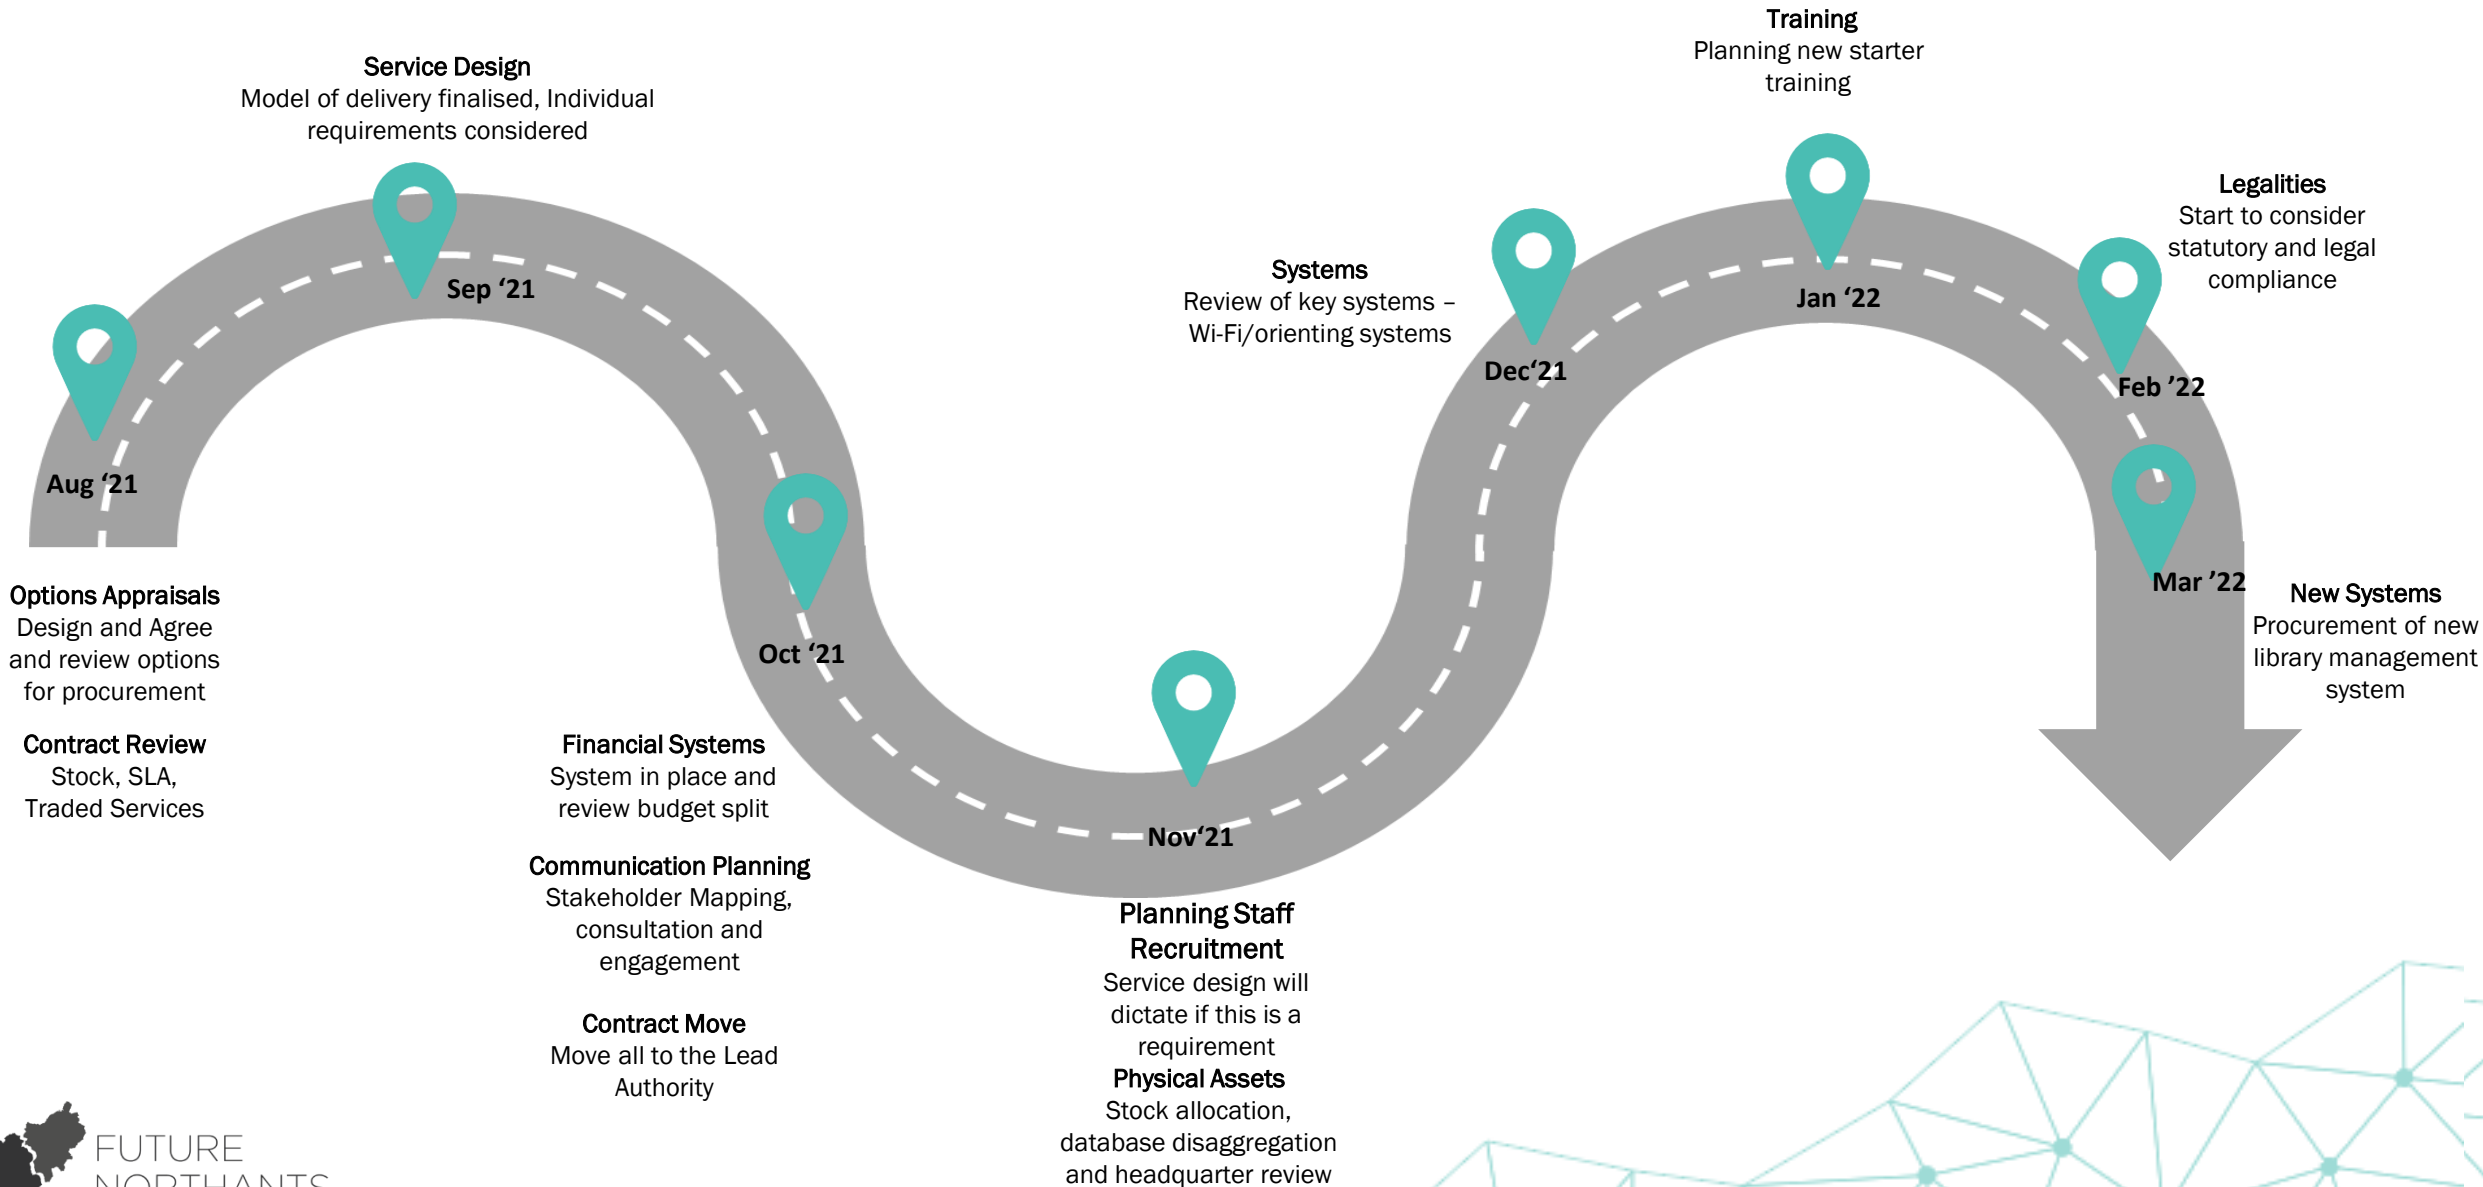 Training
Planning new starter
training
Service Design
Model of delivery finalised, Individual
requirements considered
Legalities
Start to consider
statutory and legal
compliance
Systems
Review of key systems –
Wi-Fi/orienting systems
Sep ‘21
Jan ‘22
Dec‘21
Feb ’22
Aug ‘21
Mar ’22
Oct ‘21
Nov‘21
Options Appraisals
Design and Agree
and review options
for procurement
Contract Review
Stock, SLA,
Traded Services
Financial Systems
System in place and
review budget split
Communication Planning
Stakeholder Mapping,
consultation and
engagement
Contract Move
Move all to the Lead
Authority
Planning Staff
Recruitment
Service design will
dictate if this is a
requirement
Physical Assets
Stock allocation,
database disaggregation
and headquarter review
New Systems
Procurement of new
library management
system
FUTURE
NORTHANTS